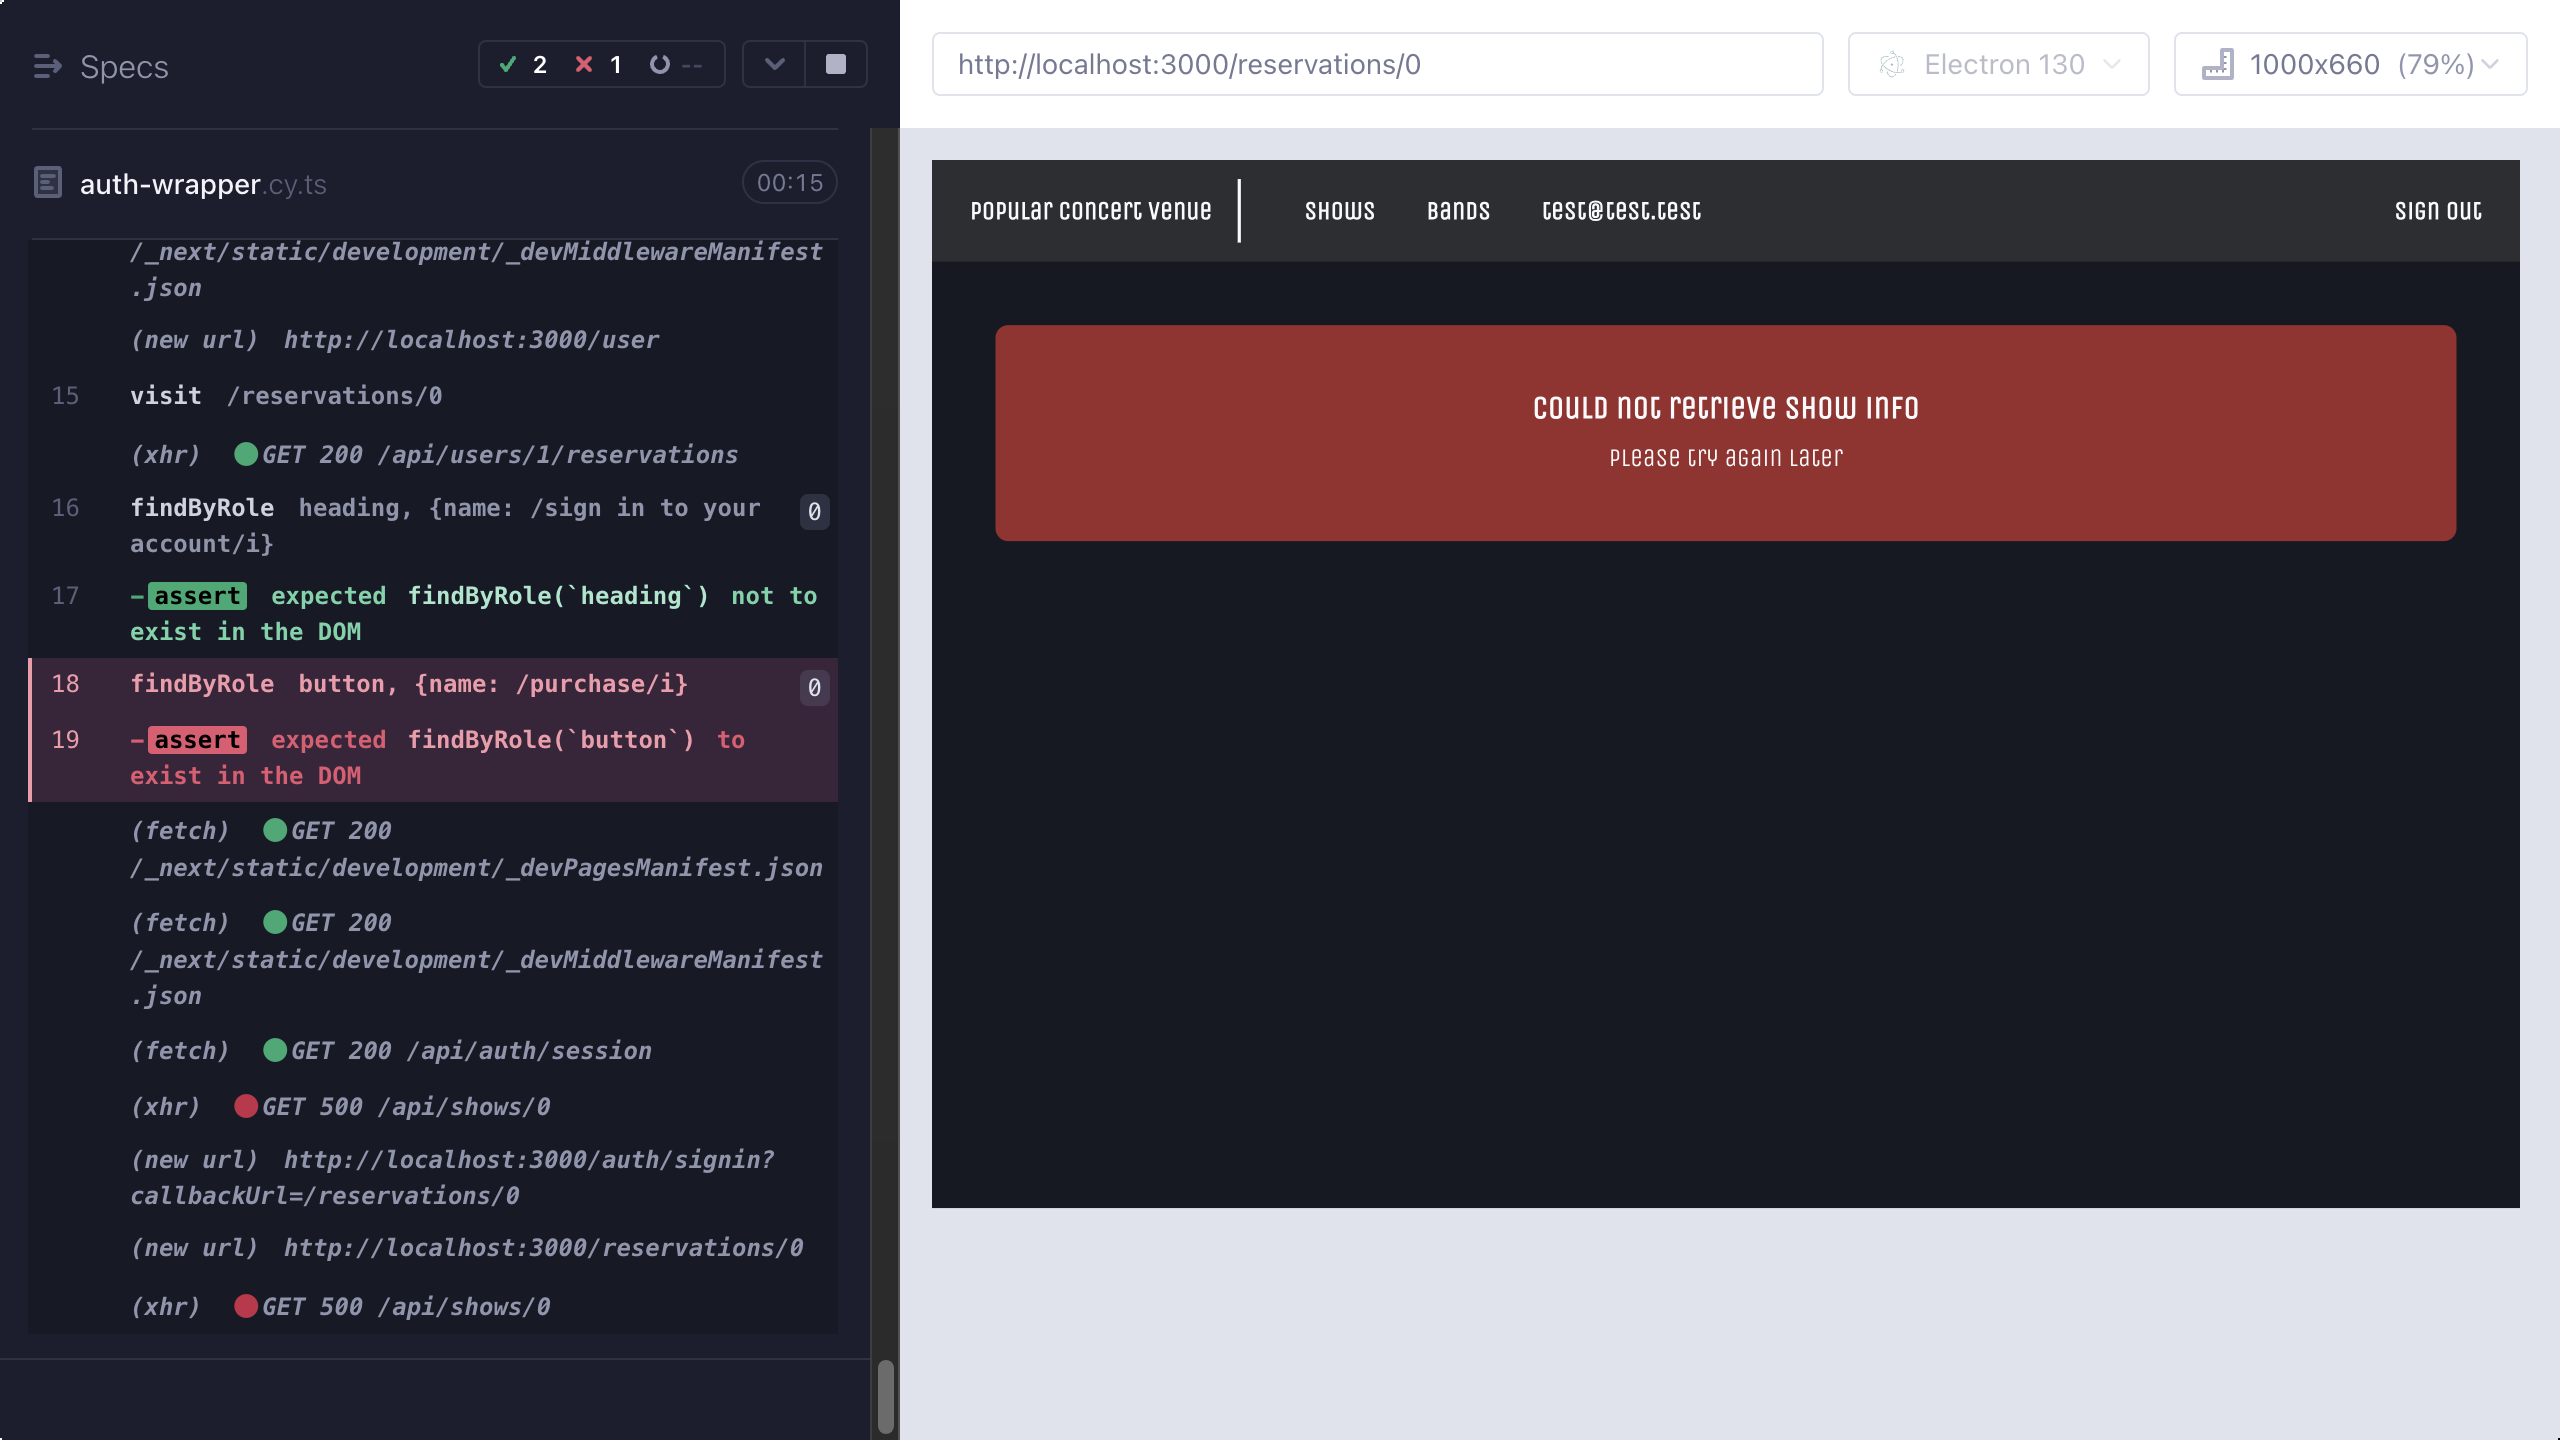 Specs
2
1
--
auth-wrapper.cy.ts
00:15
/_next/static/development/_devMiddlewareManifest
.json
(new url) http://localhost:3000/user
15 visit /reservations/0
(xhr) GET 200 /api/users/1/reservations
16 findByRole heading, {name: /sign in to your
account/i}
0
17 -assert expected findByRole(`heading`) not to
exist in the DOM
18 findByRole button, {name: /purchase/i}
0
19 -assert expected findByRole(`button`) to
exist in the DOM
(fetch) GET 200
/_next/static/development/_devPagesManifest.json
(fetch) GET 200
/_next/static/development/_devMiddlewareManifest
.json
(fetch) GET 200 /api/auth/session
(xhr) GET 500 /api/shows/0
(new url) http://localhost:3000/auth/signin?
callbackUrl=/reservations/0
(new url) http://localhost:3000/reservations/0
(xhr) GET 500 /api/shows/0
http://localhost:3000/reservations/0
Electron 130
1000x660 (79%)
Popular Concert Venue
Shows
Bands
test@test.test
Sign out
Could not retrieve show info
Please try again later